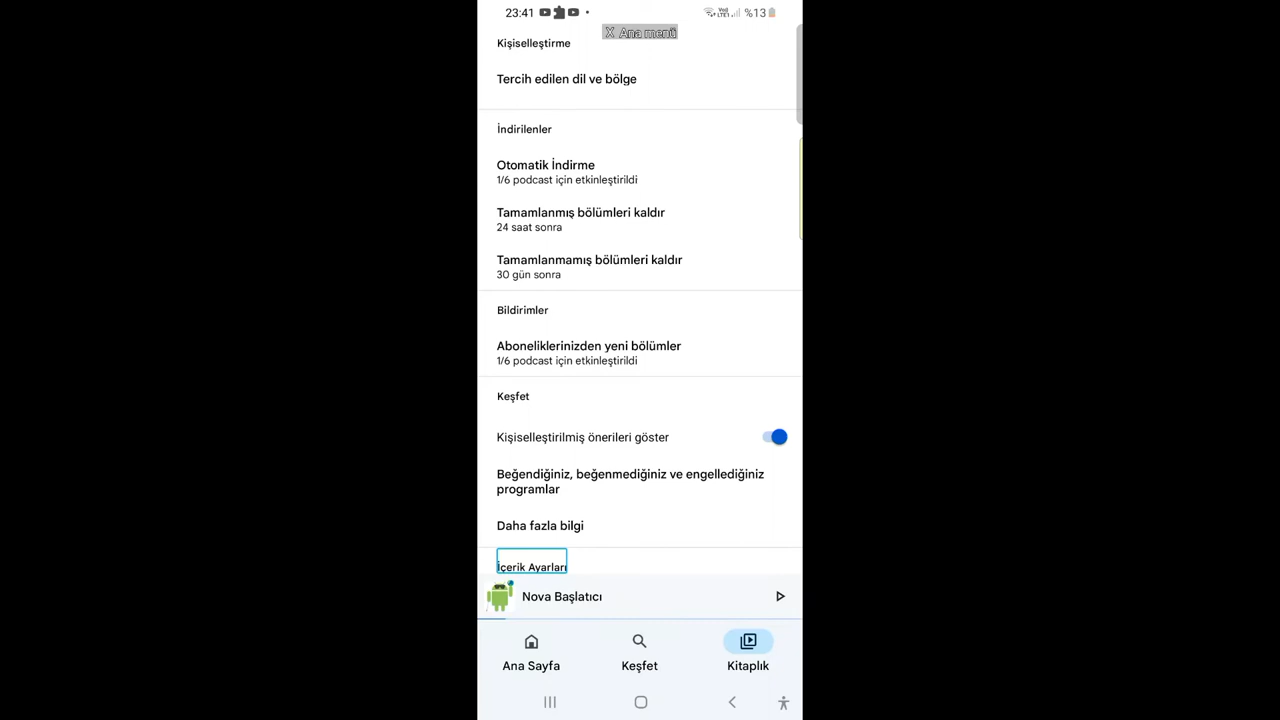 23:41
VoD LTE1 %13
X Ana menü
Kişiselleştirme
Tercih edilen dil ve bölge
İndirilenler
Otomatik İndirme
1/6 podcast için etkinleştirildi
Tamamlanmış bölümleri kaldır
24 saat sonra
Tamamlanmamış bölümleri kaldır
30 gün sonra
Bildirimler
Aboneliklerinizden yeni bölümler
1/6 podcast için etkinleştirildi
Keşfet
Kişiselleştirilmiş önerileri göster
Beğendiğiniz, beğenmediğiniz ve engellediğiniz
programlar
Daha fazla bilgi
İçerik Ayarları
Nova Başlatıcı
Ana Sayfa
Keşfet
Kitaplık